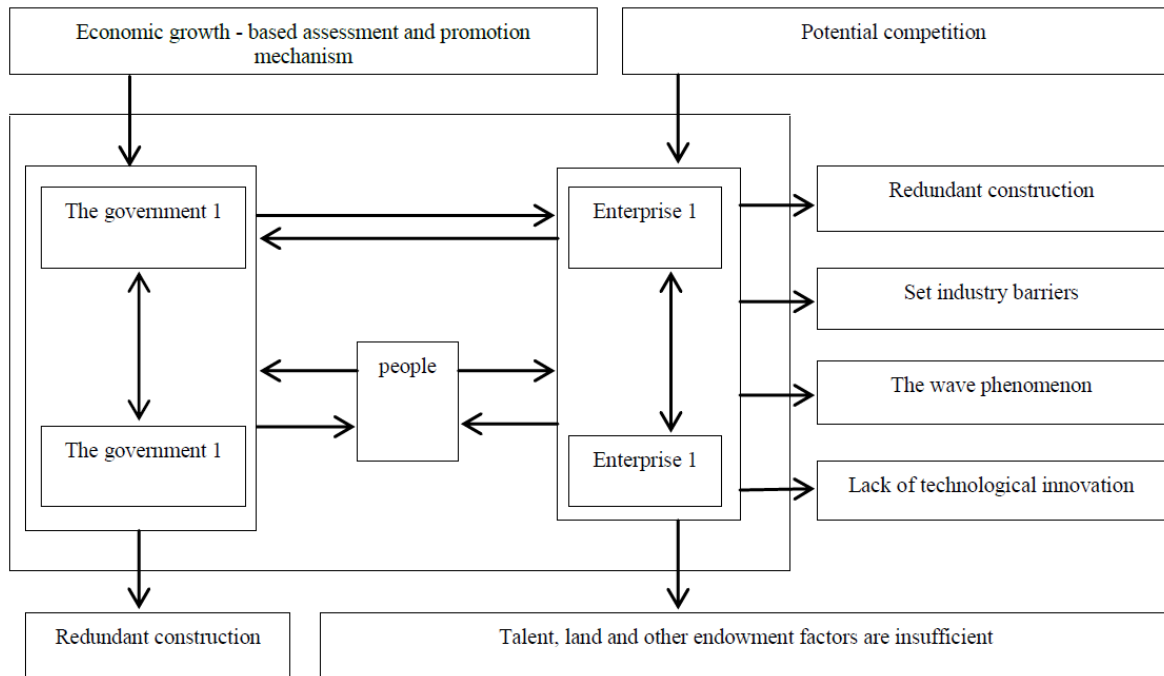 Economic growth - based assessment and promotion
mechanism
Potential competition
The government 1
Enterprise 1
Redundant construction
Set industry barriers
people
The wave phenomenon
The government 1
Enterprise 1
Lack of technological innovation
Redundant construction
Talent, land and other endowment factors are insufficient